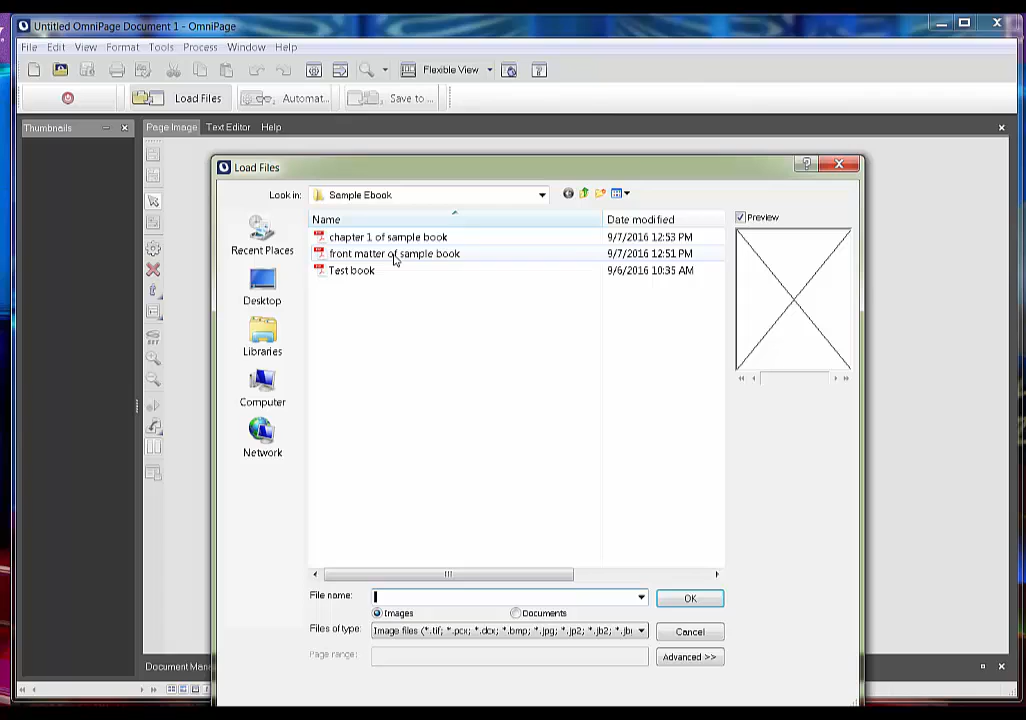 Untitled OmniPage Document 1 - OmniPage
File Edit View Format Tools Process Window Help
Flexible View
Load Files Automat... Save to ...
Thumbnails Page Image Text Editor Help
Load Files
Look in: Sample Ebook
Name Date modified Preview
chapter 1 of sample book 9/7/2016 12:53 PM
front matter of sample book 9/7/2016 12:51 PM
Test book 9/6/2016 10:35 AM
Recent Places
Desktop
Libraries
Computer
Network
File name: OK
Images Documents
Files of type: Image files (*.tif; *.pcx; *.dcx; *.bmp; *.jpg; *.jp2; *.jb2; Cancel
Page range: Advanced >>
Document Man